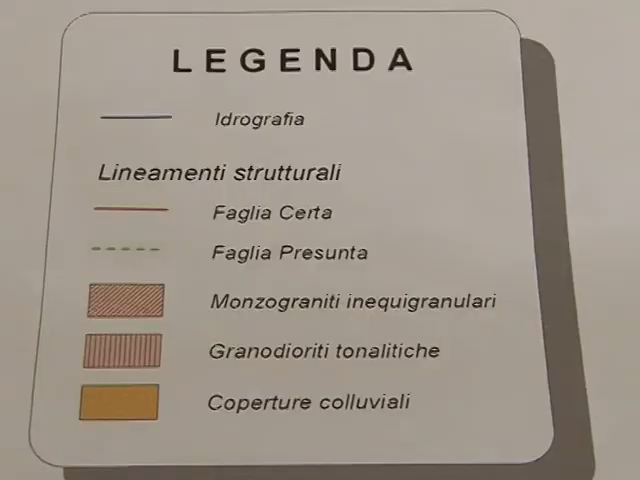 LEGENDA
Idrografia
Lineamenti strutturali
Faglia Certa
Faglia Presunta
Monzograniti inequigranulari
Granodioriti tonalitiche
Coperture colluviali